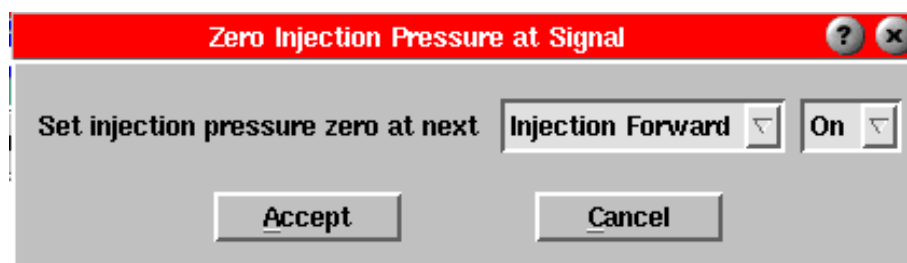 Zero Injection Pressure at Signal ? x
Set injection pressure zero at next Injection Forward On
Accept Cancel